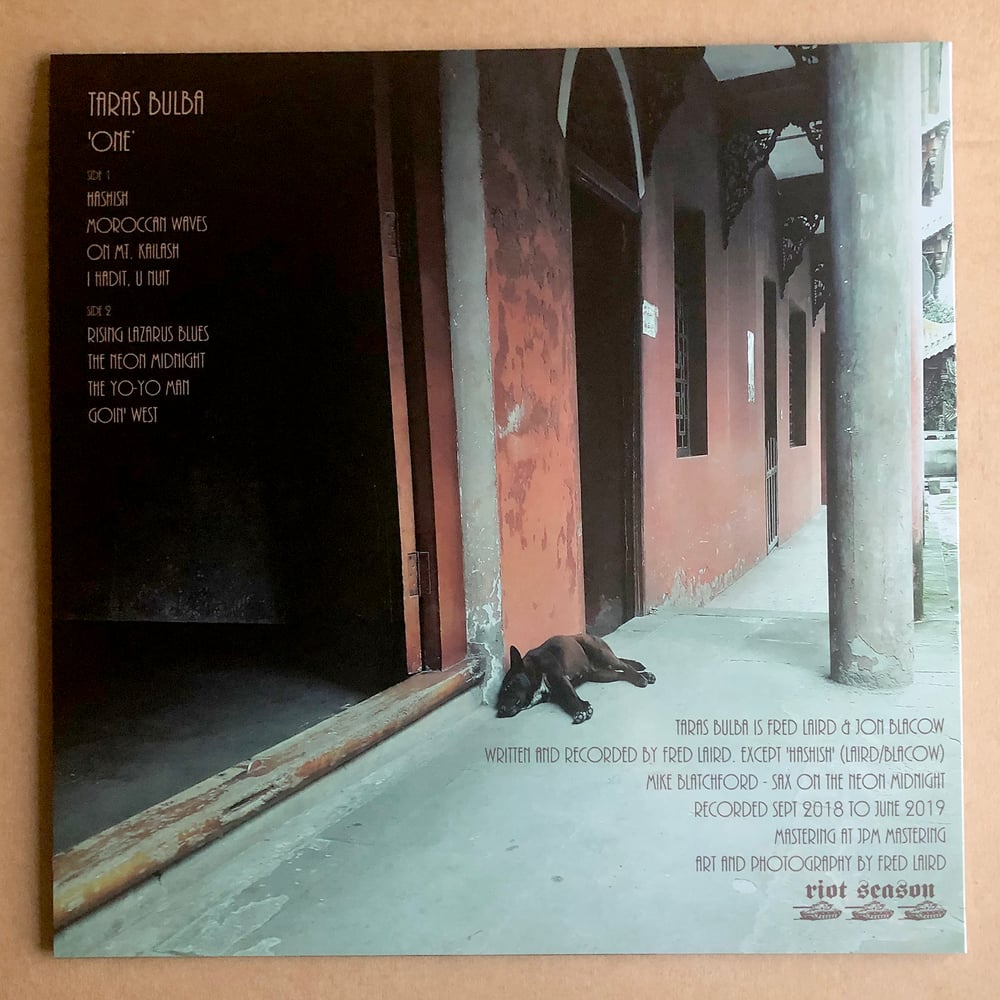 TARAS BULBA
'ONE'
SIDE 1
HASHISH
MOROCCAN WAVES
ON MT. KAILASH
I HADIT, U NUIT
SIDE 2
RISING LAZARUS BLUES
THE NEON MIDNIGHT
THE YO-YO MAN
GOIN' WEST
TARAS BULBA IS FRED LAIRD & JON BLACOW
WRITTEN AND RECORDED BY FRED LAIRD. EXCEPT 'HASHISH' (LAIRD/BLACOW)
MIKE BLATCHFORD - SAX ON THE NEON MIDNIGHT
RECORDED SEPT 2018 TO JUNE 2019
MASTERING AT JPM MASTERING
ART AND PHOTOGRAPHY BY FRED LAIRD
riot season